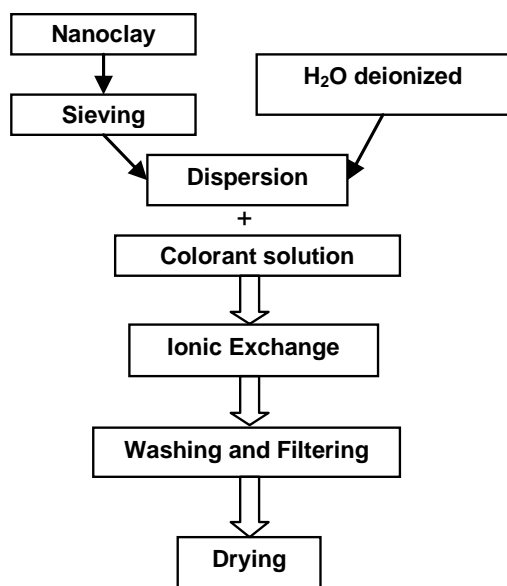 Nanoclay
H₂O deionized
Sieving
Dispersion
+
Colorant solution
Ionic Exchange
Washing and Filtering
Drying